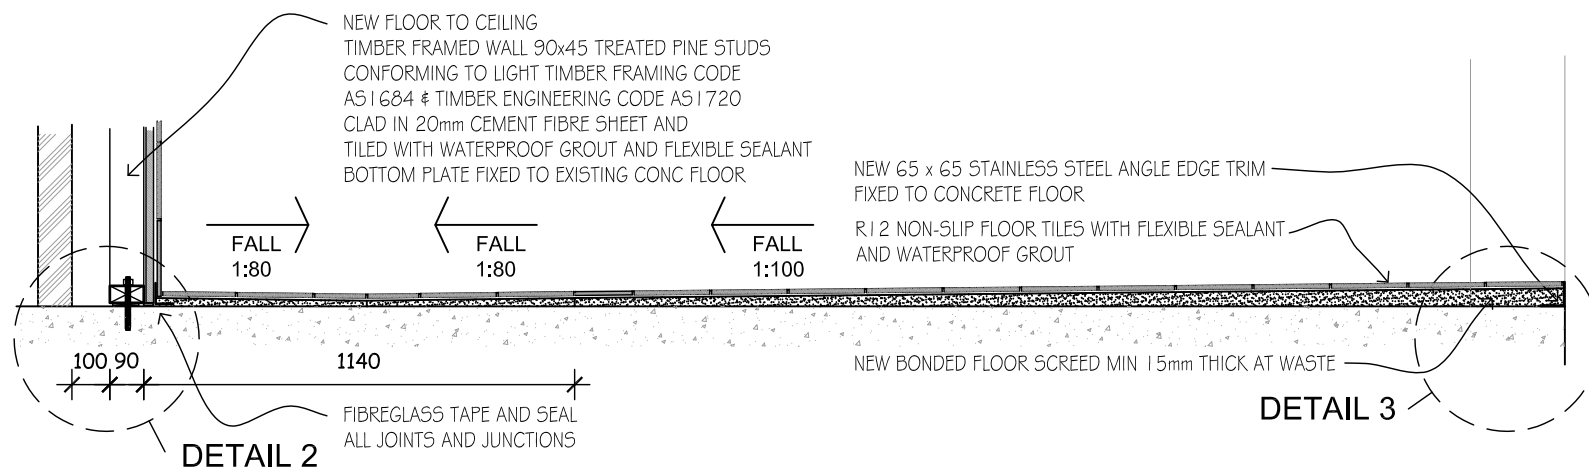 NEW FLOOR TO CEILING
TIMBER FRAMED WALL 90x45 TREATED PINE STUDS
CONFORMING TO LIGHT TIMBER FRAMING CODE
AS1684 & TIMBER ENGINEERING CODE AS1720
CLAD IN 20mm CEMENT FIBRE SHEET AND
TILED WITH WATERPROOF GROUT AND FLEXIBLE SEALANT
BOTTOM PLATE FIXED TO EXISTING CONC FLOOR
NEW 65 x 65 STAINLESS STEEL ANGLE EDGE TRIM
FIXED TO CONCRETE FLOOR
R12 NON-SLIP FLOOR TILES WITH FLEXIBLE SEALANT
AND WATERPROOF GROUT
FALL
1:80
FALL
1:80
FALL
1:100
100 90 1140
NEW BONDED FLOOR SCREED MIN 15mm THICK AT WASTE
FIBREGLASS TAPE AND SEAL
ALL JOINTS AND JUNCTIONS
DETAIL 2
DETAIL 3